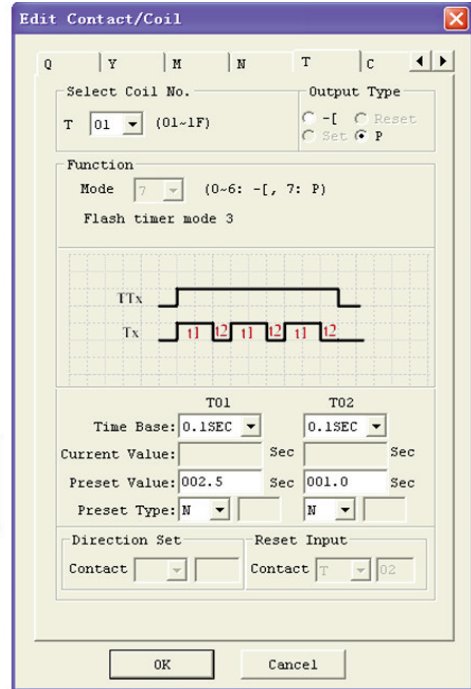 Edit Contact/Coil
Q Y M N T C
Select Coil No. Output Type
T 01 (01~1F) -[ Reset
Set P
Function
Mode 7 (0~6: -[, 7: P)
Flash timer mode 3
TTx
Tx t1 t2 t1 t2 t1 t2
T01 T02
Time Base: 0.1SEC 0.1SEC
Current Value: Sec Sec
Preset Value: 002.5 Sec 001.0 Sec
Preset Type: N N
Direction Set Reset Input
Contact Contact T 02
OK Cancel